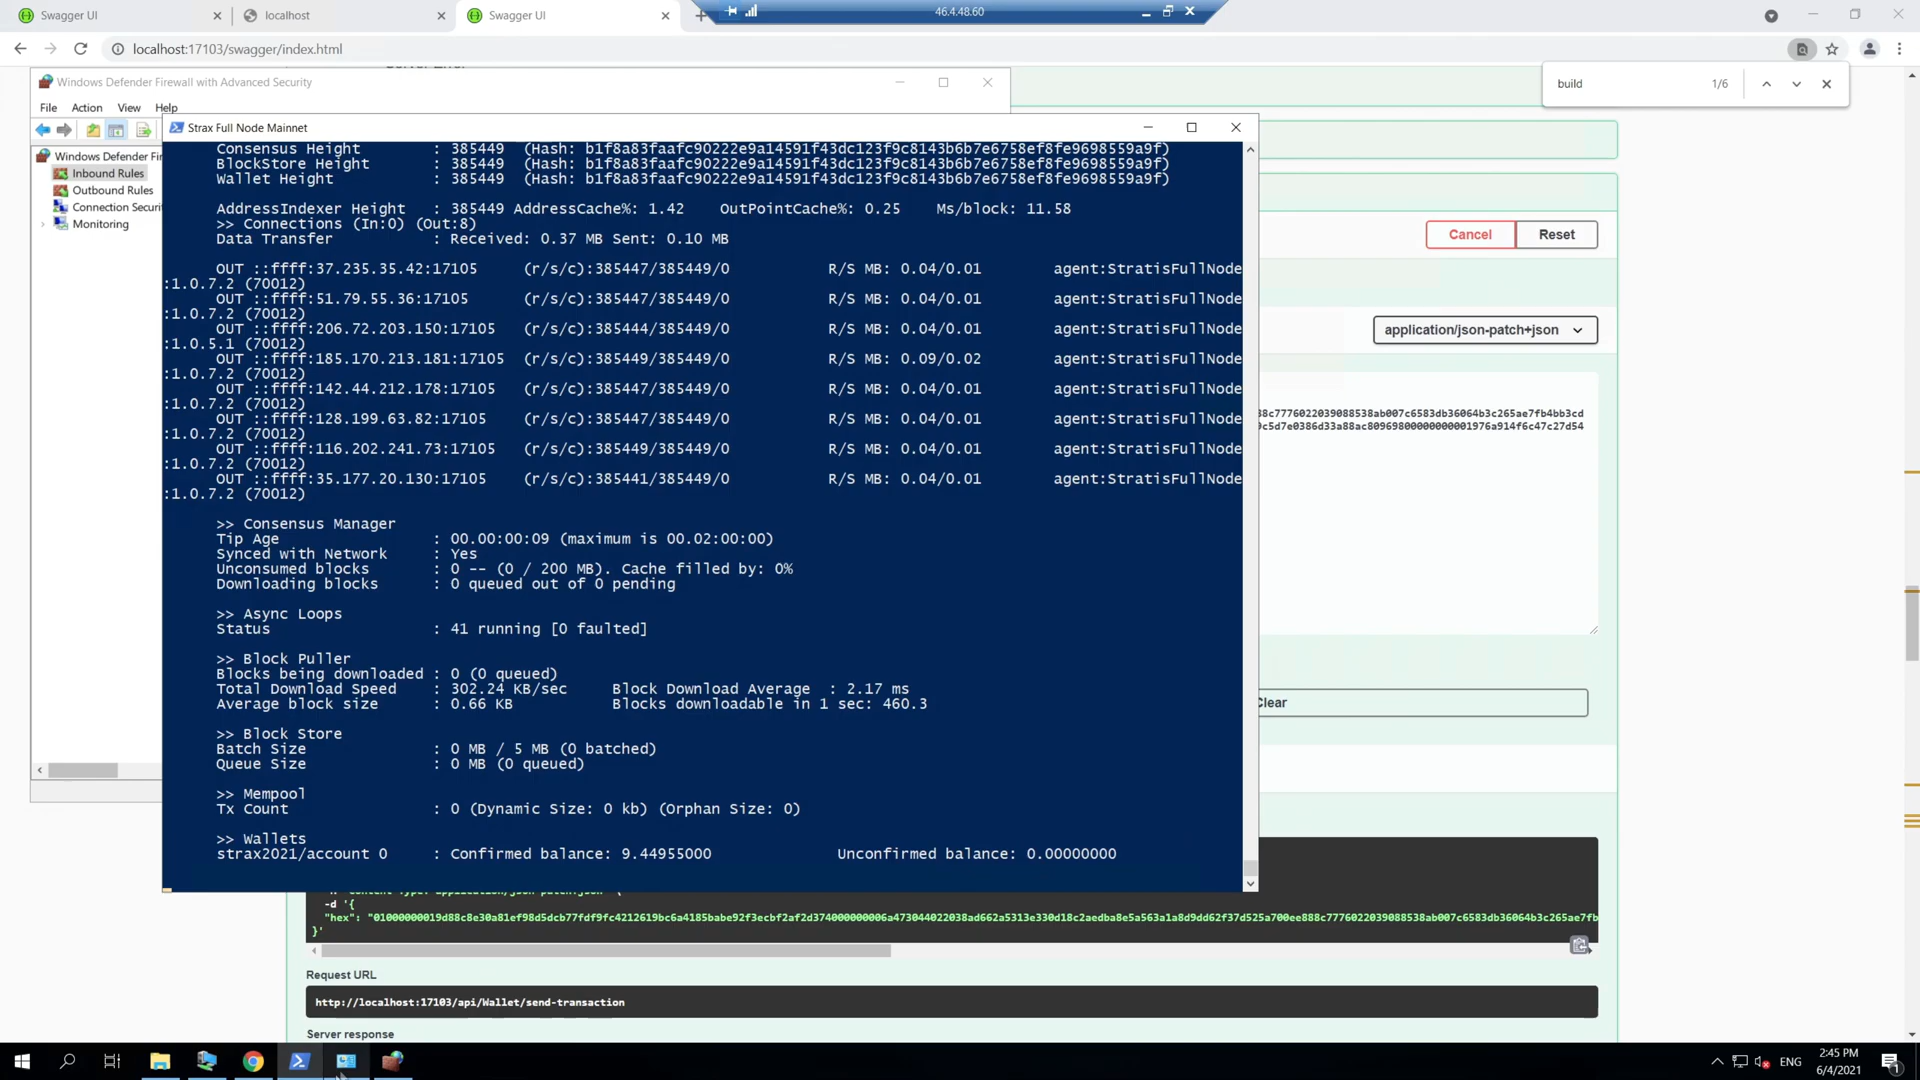 Swagger UI
localhost
Swagger UI
46.4.48.60
localhost:17103/swagger/index.html
build
1/6
Windows Defender Firewall with Advanced Security
File Action View Help
Windows Defender Fi
Inbound Rules
Outbound Rules
Connection Securi
Monitoring
Strax Full Node Mainnet
Consensus Height : 385449 (Hash: b1f8a83faafc90222e9a14591f43dc123f9c8143b6b7e6758ef8fe9698559a9f)
BlockStore Height : 385449 (Hash: b1f8a83faafc90222e9a14591f43dc123f9c8143b6b7e6758ef8fe9698559a9f)
Wallet Height : 385449 (Hash: b1f8a83faafc90222e9a14591f43dc123f9c8143b6b7e6758ef8fe9698559a9f)
AddressIndexer Height : 385449 AddressCache%: 1.42 OutPointCache%: 0.25 Ms/block: 11.58
>> Connections (In:0) (Out:8)
Data Transfer : Received: 0.37 MB Sent: 0.10 MB
OUT ::ffff:37.235.35.42:17105 (r/s/c):385447/385449/0 R/S MB: 0.04/0.01 agent:StratisFullNode
:1.0.7.2 (70012)
OUT ::ffff:51.79.55.36:17105 (r/s/c):385447/385449/0 R/S MB: 0.04/0.01 agent:StratisFullNode
:1.0.7.2 (70012)
OUT ::ffff:206.72.203.150:17105 (r/s/c):385444/385449/0 R/S MB: 0.04/0.01 agent:StratisFullNode
:1.0.5.1 (70012)
OUT ::ffff:185.170.213.181:17105 (r/s/c):385449/385449/0 R/S MB: 0.09/0.02 agent:StratisFullNode
:1.0.7.2 (70012)
OUT ::ffff:142.44.212.178:17105 (r/s/c):385447/385449/0 R/S MB: 0.04/0.01 agent:StratisFullNode
:1.0.7.2 (70012)
OUT ::ffff:128.199.63.82:17105 (r/s/c):385447/385449/0 R/S MB: 0.04/0.01 agent:StratisFullNode
:1.0.7.2 (70012)
OUT ::ffff:116.202.241.73:17105 (r/s/c):385449/385449/0 R/S MB: 0.04/0.01 agent:StratisFullNode
:1.0.7.2 (70012)
OUT ::ffff:35.177.20.130:17105 (r/s/c):385441/385449/0 R/S MB: 0.04/0.01 agent:StratisFullNode
:1.0.7.2 (70012)
>> Consensus Manager
Tip Age : 00.00:00:09 (maximum is 00.02:00:00)
Synced with Network : Yes
Unconsumed blocks : 0 -- (0 / 200 MB). Cache filled by: 0%
Downloading blocks : 0 queued out of 0 pending
>> Async Loops
Status : 41 running [0 faulted]
>> Block Puller
Blocks being downloaded : 0 (0 queued)
Total Download Speed : 302.24 KB/sec Block Download Average : 2.17 ms
Average block size : 0.66 KB Blocks downloadable in 1 sec: 460.3
>> Block Store
Batch Size : 0 MB / 5 MB (0 batched)
Queue Size : 0 MB (0 queued)
>> Mempool
Tx Count : 0 (Dynamic Size: 0 kb) (Orphan Size: 0)
>> Wallets
strax2021/account 0 : Confirmed balance: 9.44955000 Unconfirmed balance: 0.00000000
Cancel
Reset
application/json-patch+json
88c7776022039088538ab007c6583db36064b3c265ae7fb4bb3cd
9c5d7e0386d33a88ac80969800000000001976a914f6c47c27d54
Clear
-d '{
"hex": "01000000019d88c8e30a81ef98d5dcb77fdf9fc4212619bc6a4185babe92f3ecbf2af2d374000000006a473044022038ad662a5313e330d18c2aedba8e5a563a1a8d9dd62f37d525a700ee888c7776022039088538ab007c6583db36064b3c265ae7fb
}'
Request URL
http://localhost:17103/api/Wallet/send-transaction
Server response
ENG
2:45 PM
6/4/2021